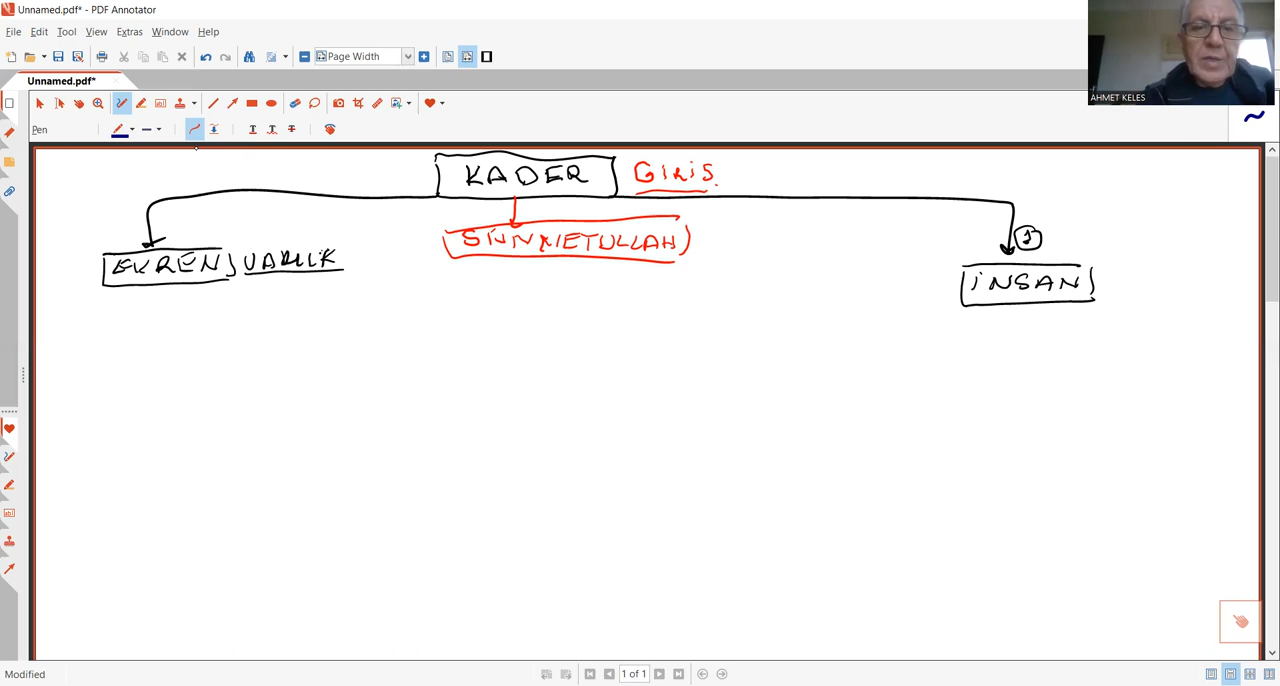 Unnamed.pdf* - PDF Annotator
File Edit Tool View Extras Window Help
Page Width
Unnamed.pdf*
Pen
AHMET KELES
KADER GİRİS
SÜNNETULLAH
EVREN VARLIK
1
İNSAN
Modified
1 of 1